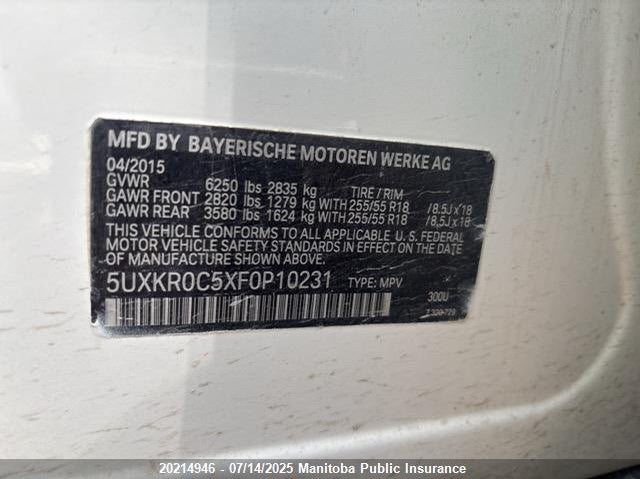 MFD BY BAYERISCHE MOTOREN WERKE AG
04/2015
GVWR 6250 lbs 2835 kg TIRE / RIM
GAWR FRONT 2820 lbs 1279 kg WITH 255/55 R18 /8.5J x 18
GAWR REAR 3580 lbs 1624 kg WITH 255/55 R18 /8,5J x 18
THIS VEHICLE CONFORMS TO ALL APPLICABLE U.S. FEDERAL
MOTOR VEHICLE SAFETY STANDARDS IN EFFECT ON THE DATE
OF MANUFACTURE SHOWN ABOVE.
5UXKR0C5XF0P10231 TYPE: MPV
300U
20214946 - 07/14/2025 Manitoba Public Insurance